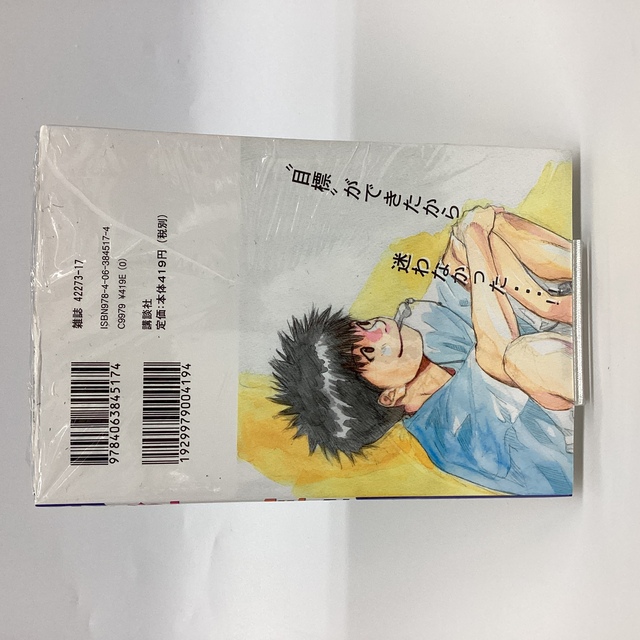 "目標"ができたから
迷わなかった・・・・!
雑誌 42273-17
ISBN978-4-06-384517-4
C9979 ¥419E (0)
講談社
定価:本体419円(税別)
9784063845174
1929979004194